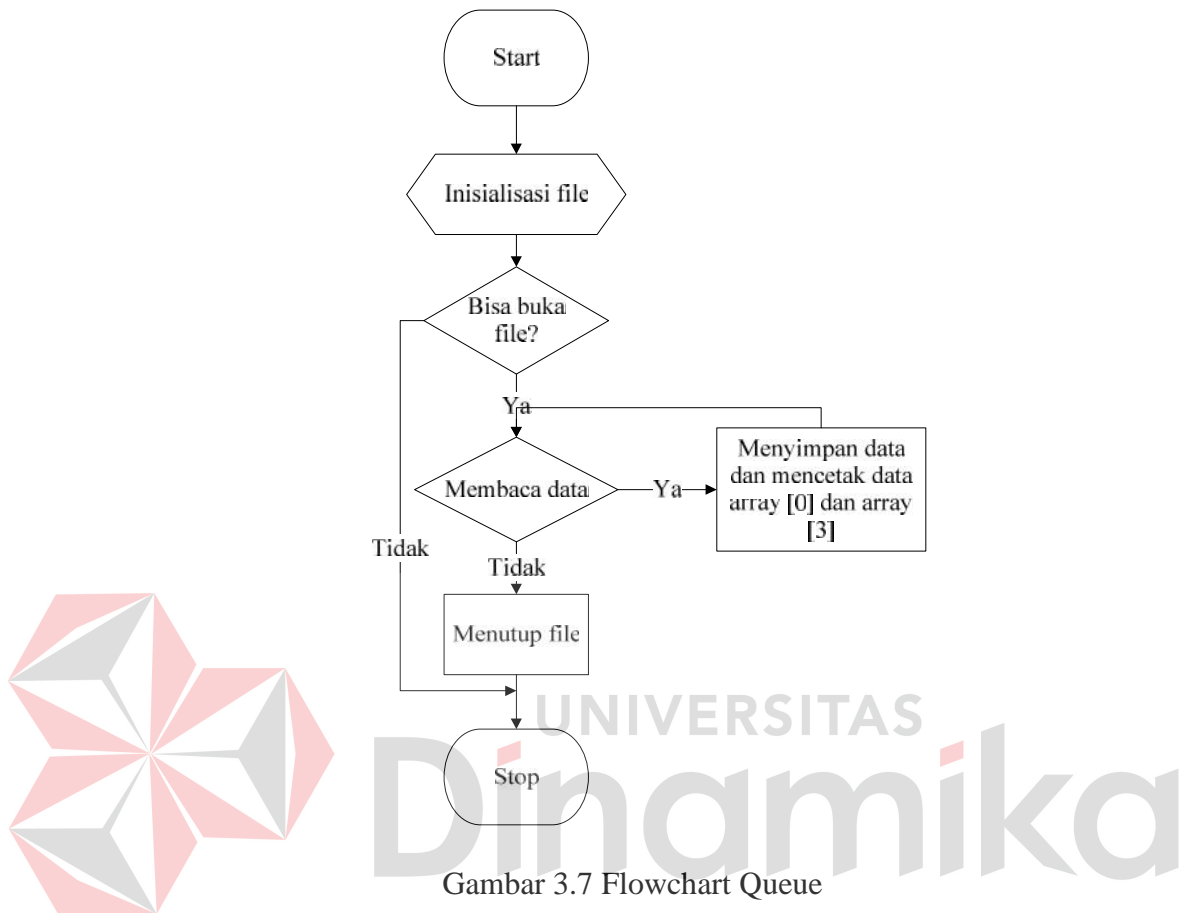 Start
Inisialisasi file
Bisa buka
file?
Ya
Membaca data
Ya
Menyimpan data
dan mencetak data
array [0] dan array
[3]
Tidak
Tidak
Menutup file
UNIVERSITAS
Dinamika
Stop
Gambar 3.7 Flowchart Queue